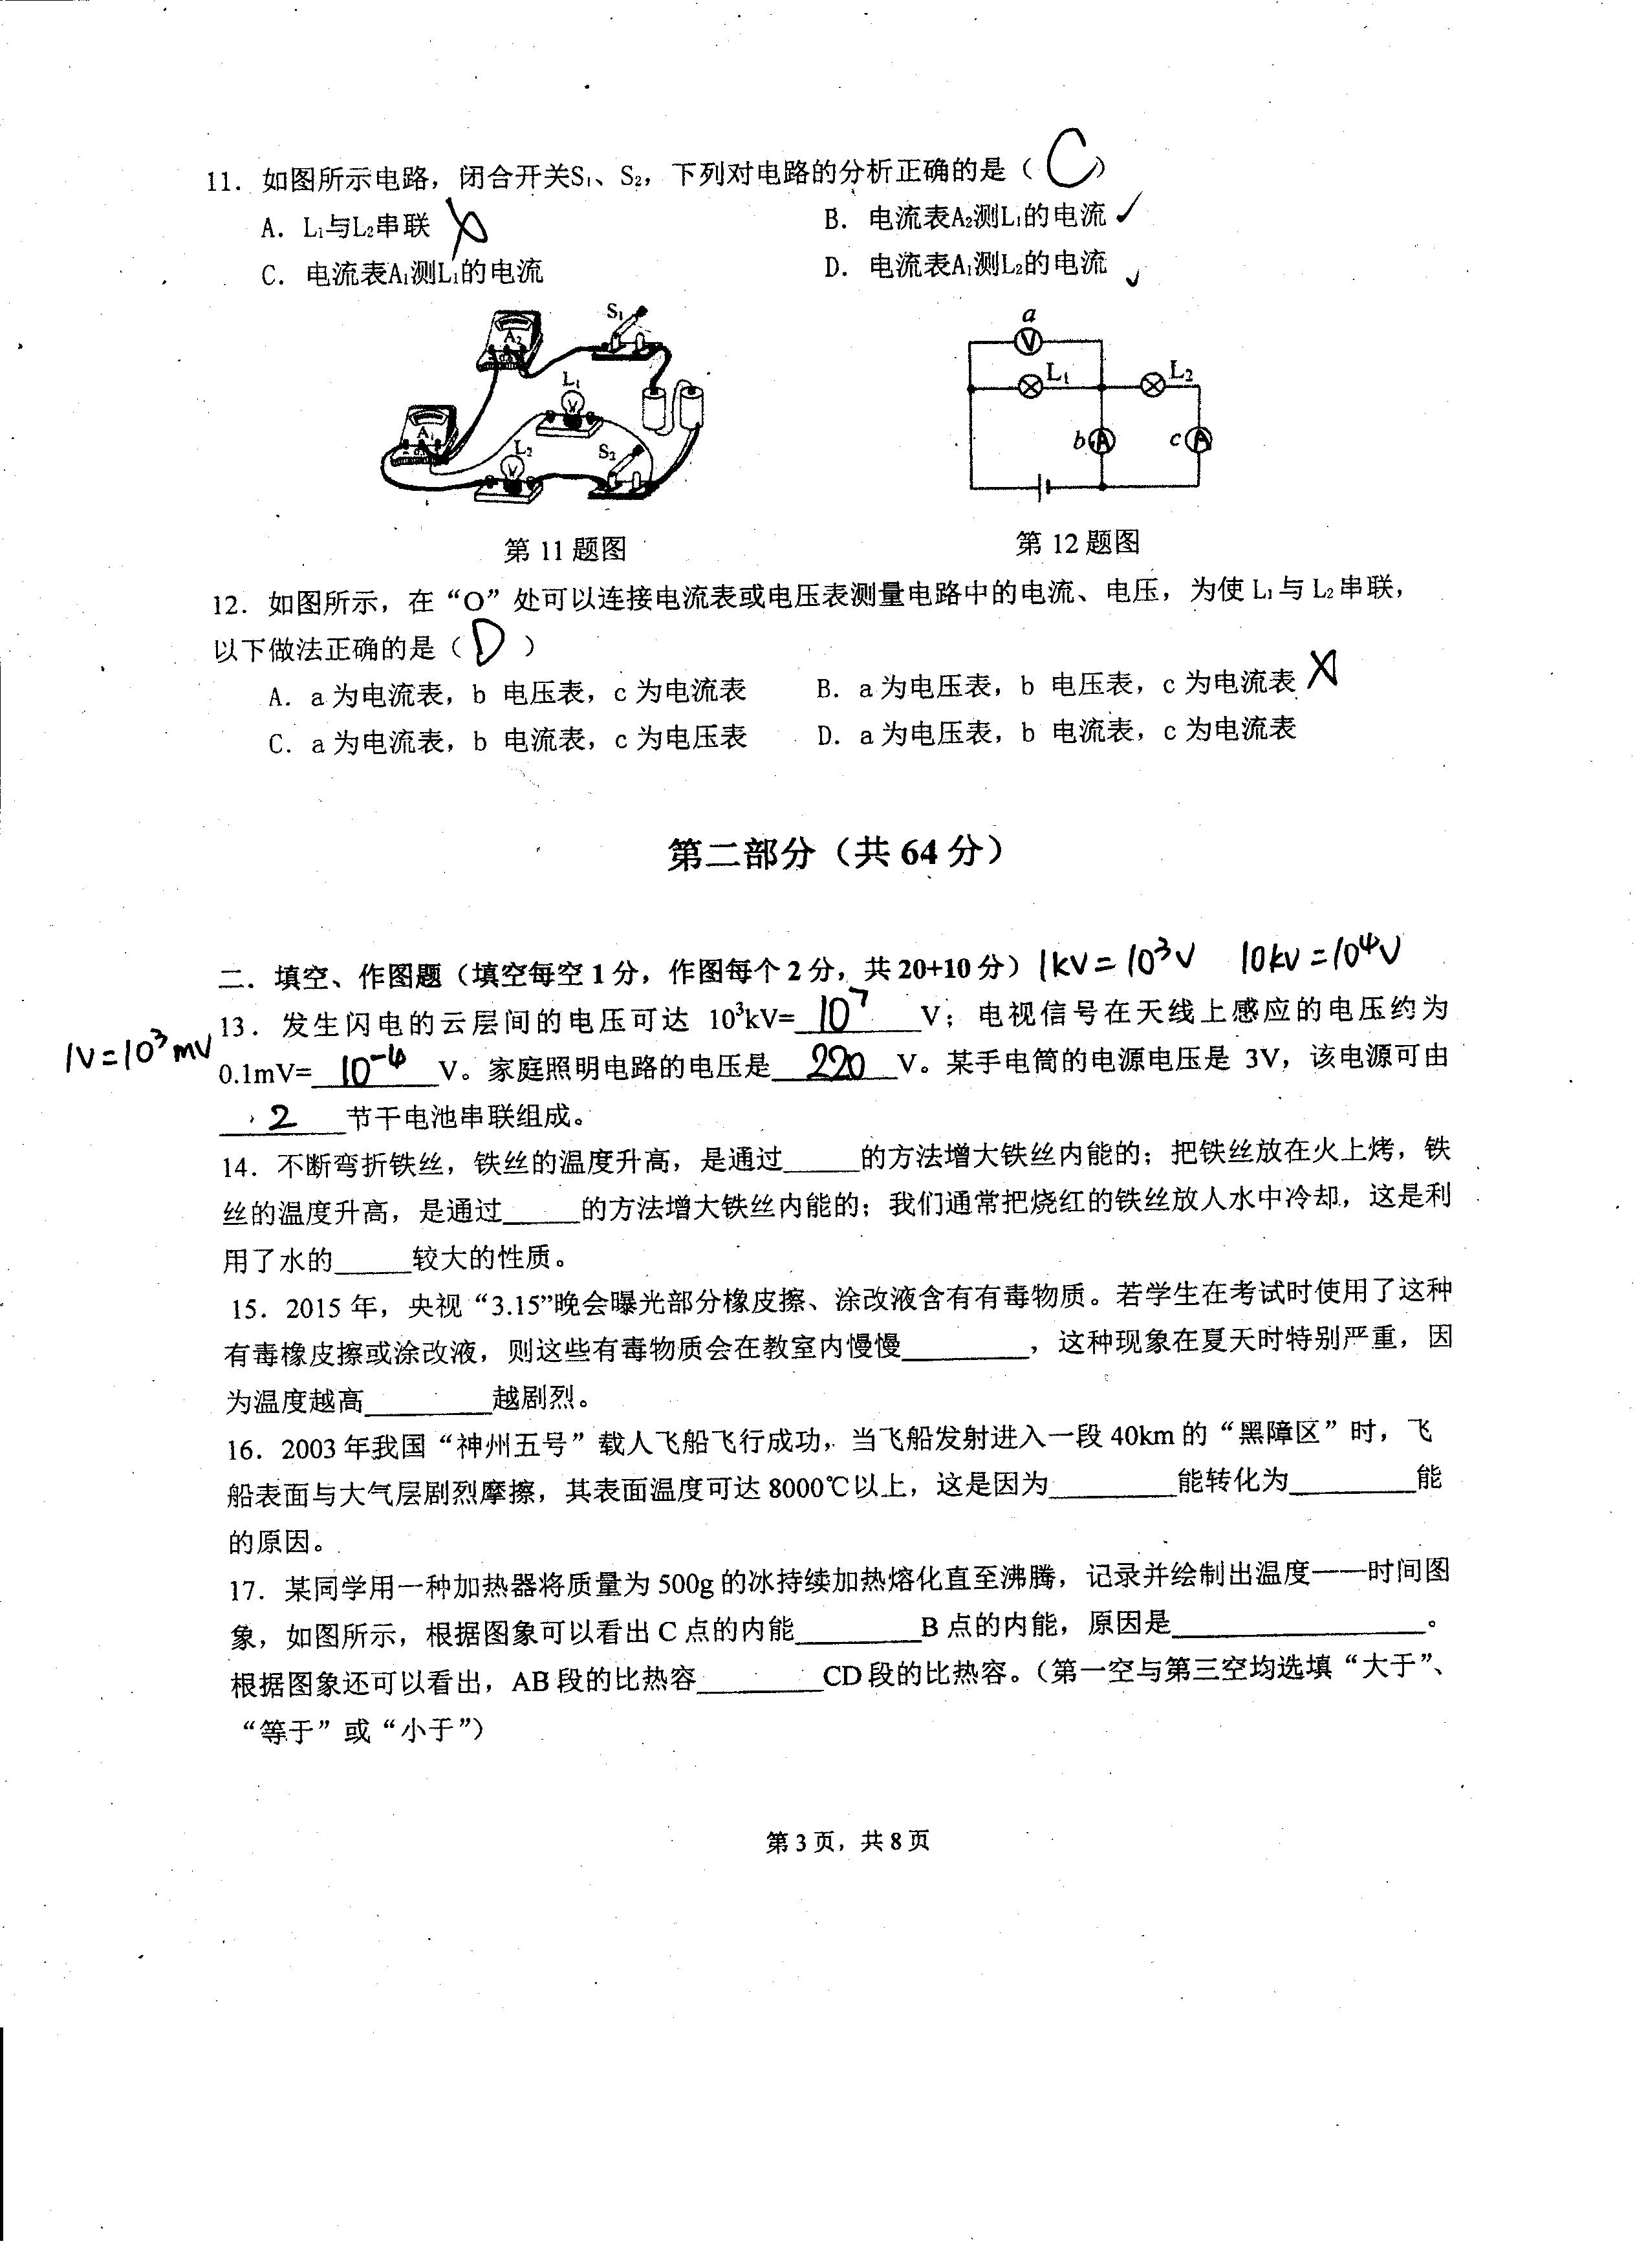 11. 如图所示电路，闭合开关S₁、S₂，下列对电路的分析正确的是（ C ）
A. L₁与L₂串联 B. 电流表A₂测L₁的电流 ✓
C. 电流表A₁测L₁的电流 D. 电流表A₁测L₂的电流 ✓
A₂ S₁ a V
L₁ L₁ L₂
A₁ L₂ S₂ b A c A
第 11 题图 第 12 题图
12. 如图所示，在“O”处可以连接电流表或电压表测量电路中的电流、电压，为使 L₁ 与 L₂ 串联，
以下做法正确的是（ D ）
A. a 为电流表，b 电压表，c 为电流表 B. a 为电压表，b 电压表，c 为电流表 X
C. a 为电流表，b 电流表，c 为电压表 D. a 为电压表，b 电流表，c 为电流表
第二部分（共 64 分）
二．填空、作图题（填空每空 1 分，作图每个 2 分，共 20+10 分） 1kV=10³V 10kV=10⁴V
13. 发生闪电的云层间的电压可达 10³kV= 10⁷ V；电视信号在天线上感应的电压约为
1V=10³mV 0.1mV= 10⁻⁴ V。家庭照明电路的电压是 220 V。某手电筒的电源电压是 3V，该电源可由
2 节干电池串联组成。
14. 不断弯折铁丝，铁丝的温度升高，是通过_____的方法增大铁丝内能的；把铁丝放在火上烤，铁
丝的温度升高，是通过_____的方法增大铁丝内能的；我们通常把烧红的铁丝放人水中冷却，这是利
用了水的_____较大的性质。
15. 2015 年，央视“3.15”晚会曝光部分橡皮擦、涂改液含有有毒物质。若学生在考试时使用了这种
有毒橡皮擦或涂改液，则这些有毒物质会在教室内慢慢________，这种现象在夏天时特别严重，因
为温度越高________越剧烈。
16. 2003 年我国“神州五号”载人飞船飞行成功，当飞船发射进入一段 40km 的“黑障区”时，飞
船表面与大气层剧烈摩擦，其表面温度可达 8000℃以上，这是因为________能转化为________能
的原因。
17. 某同学用一种加热器将质量为 500g 的冰持续加热熔化直至沸腾，记录并绘制出温度——时间图
象，如图所示，根据图象可以看出 C 点的内能________B 点的内能，原因是________________。
根据图象还可以看出，AB 段的比热容________CD 段的比热容。（第一空与第三空均选填“大于”、
“等于”或“小于”）
第 3 页，共 8 页